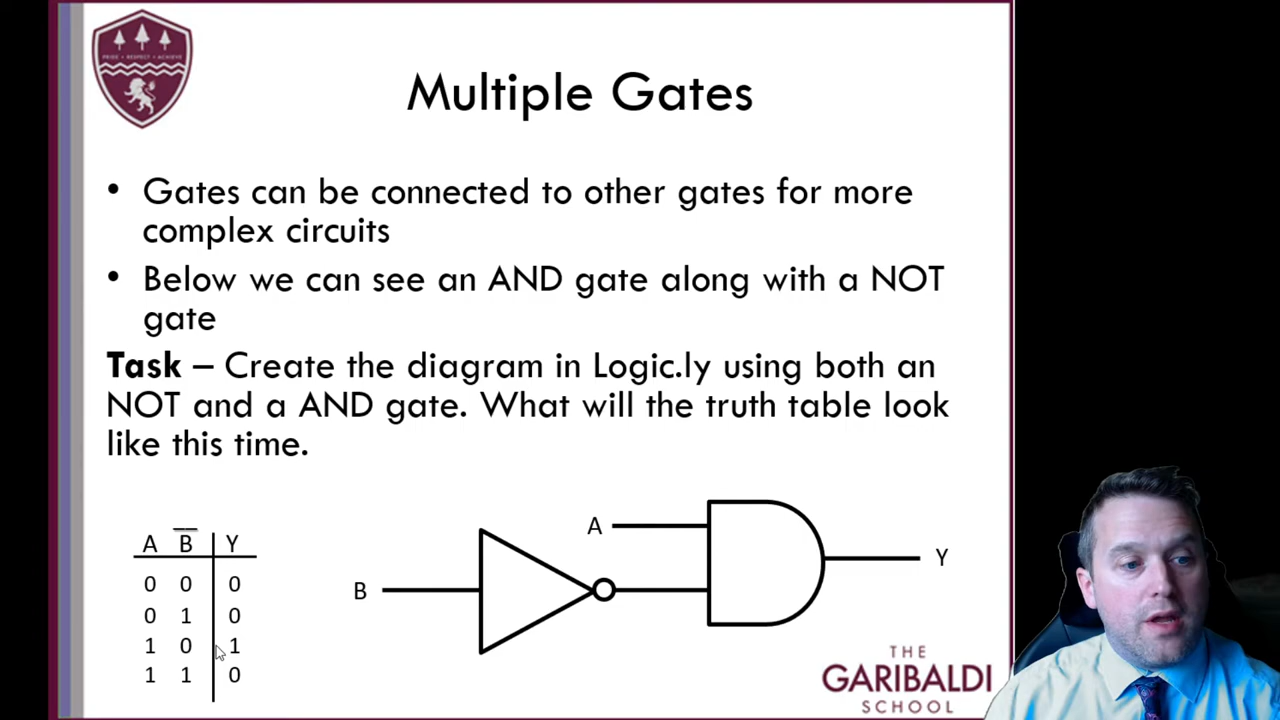 PRIDE • RESPECT • ACHIEVE
Multiple Gates
• Gates can be connected to other gates for more
complex circuits
• Below we can see an AND gate along with a NOT
gate
Task – Create the diagram in Logic.ly using both an
NOT and a AND gate. What will the truth table look
like this time.
A B̅ Y
0 0 0
0 1 0
1 0 1
1 1 0
A
B
Y
THE
GARIBALDI
SCHOOL